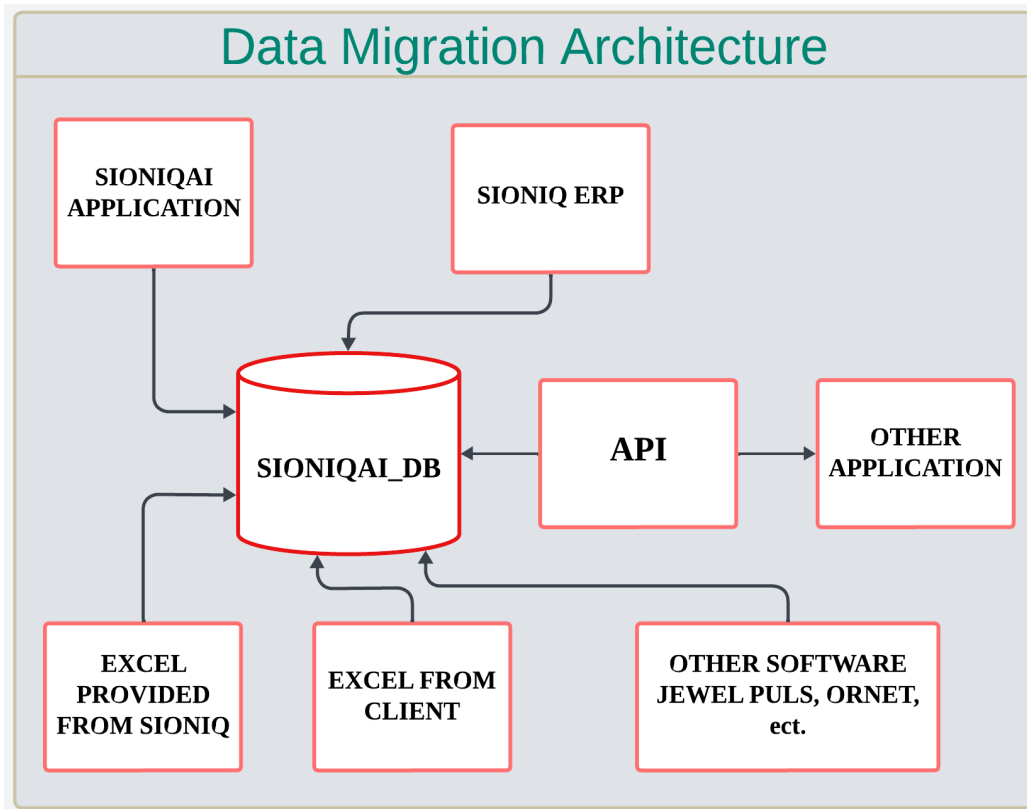 Data Migration Architecture
SIONIQAI
APPLICATION
SIONIQ ERP
SIONIQAI_DB
API
OTHER
APPLICATION
EXCEL
PROVIDED
FROM SIONIQ
EXCEL FROM
CLIENT
OTHER SOFTWARE
JEWEL PULS, ORNET,
ect.